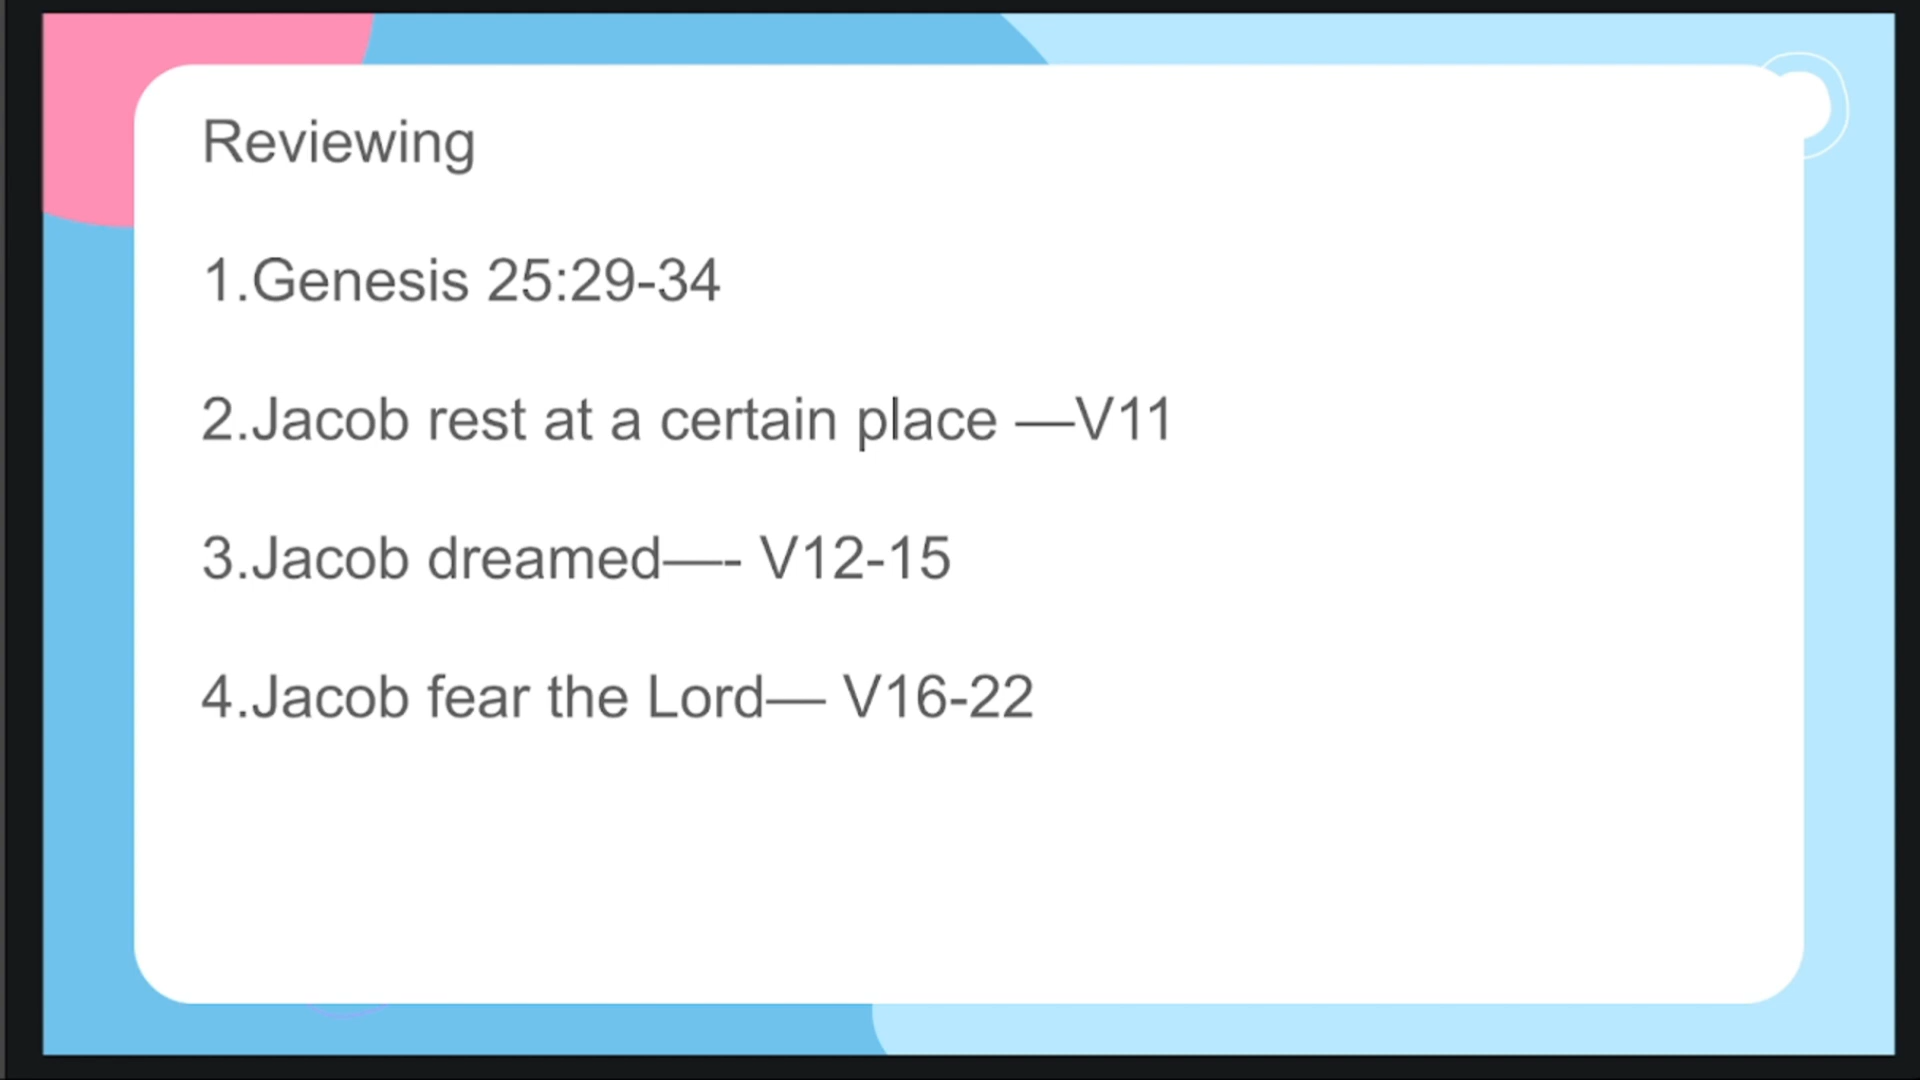 Reviewing
1.Genesis 25:29-34
2.Jacob rest at a certain place —V11
3.Jacob dreamed—- V12-15
4.Jacob fear the Lord— V16-22